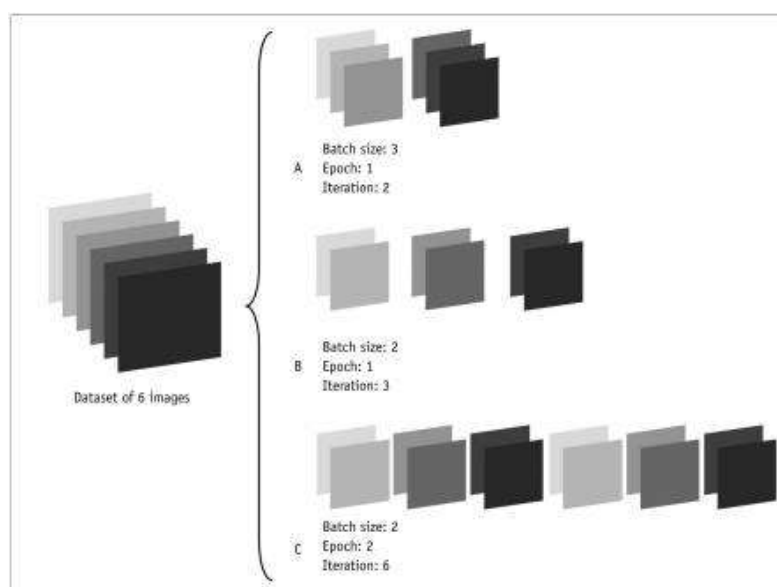 Batch size: 3
A
Epoch: 1
Iteration: 2
Dataset of 6 images
Batch size: 2
B
Epoch: 1
Iteration: 3
Batch size: 2
C
Epoch: 2
Iteration: 6